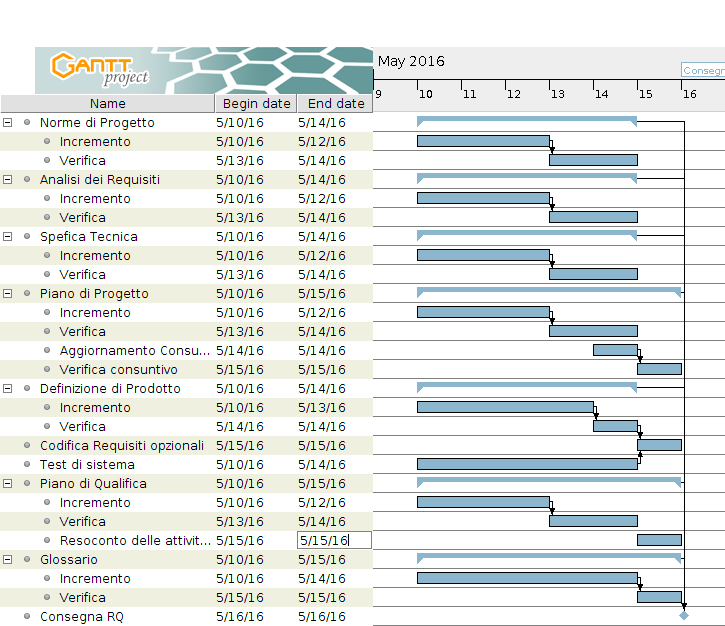 GANTT project
May 2016
Consegn
9 10 11 12 13 14 15 16
Name Begin date End date
Norme di Progetto 5/10/16 5/14/16
Incremento 5/10/16 5/12/16
Verifica 5/13/16 5/14/16
Analisi dei Requisiti 5/10/16 5/14/16
Incremento 5/10/16 5/12/16
Verifica 5/13/16 5/14/16
Spefica Tecnica 5/10/16 5/14/16
Incremento 5/10/16 5/12/16
Verifica 5/13/16 5/14/16
Piano di Progetto 5/10/16 5/15/16
Incremento 5/10/16 5/12/16
Verifica 5/13/16 5/14/16
Aggiornamento Consu... 5/14/16 5/14/16
Verifica consuntivo 5/15/16 5/15/16
Definizione di Prodotto 5/10/16 5/14/16
Incremento 5/10/16 5/13/16
Verifica 5/14/16 5/14/16
Codifica Requisiti opzionali 5/15/16 5/15/16
Test di sistema 5/10/16 5/14/16
Piano di Qualifica 5/10/16 5/15/16
Incremento 5/10/16 5/12/16
Verifica 5/13/16 5/14/16
Resoconto delle attivit... 5/15/16 5/15/16
Glossario 5/10/16 5/15/16
Incremento 5/10/16 5/14/16
Verifica 5/15/16 5/15/16
Consegna RQ 5/16/16 5/16/16